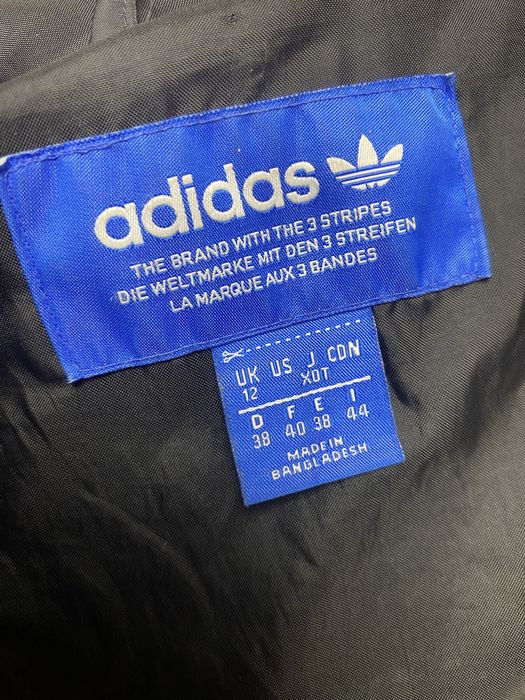 adidas
THE BRAND WITH THE 3 STRIPES
DIE WELTMARKE MIT DEN 3 STREIFEN
LA MARQUE AUX 3 BANDES
UK US J CDN
12 XOT
D F E I
38 40 38 44
MADE IN
BANGLADESH